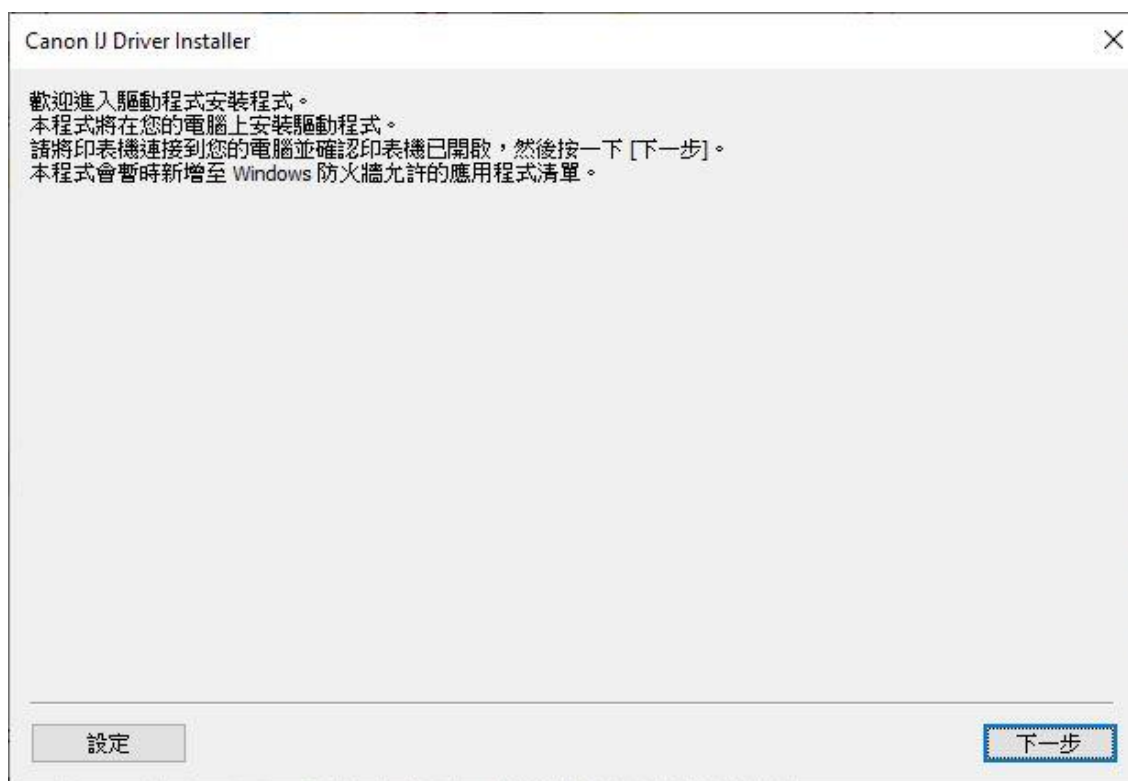 Canon IJ Driver Installer
歡迎進入驅動程式安裝程式。
本程式將在您的電腦上安裝驅動程式。
請將印表機連接到您的電腦並確認印表機已開啟，然後按一下 [下一步]。
本程式會暫時新增至 Windows 防火牆允許的應用程式清單。
設定
下一步